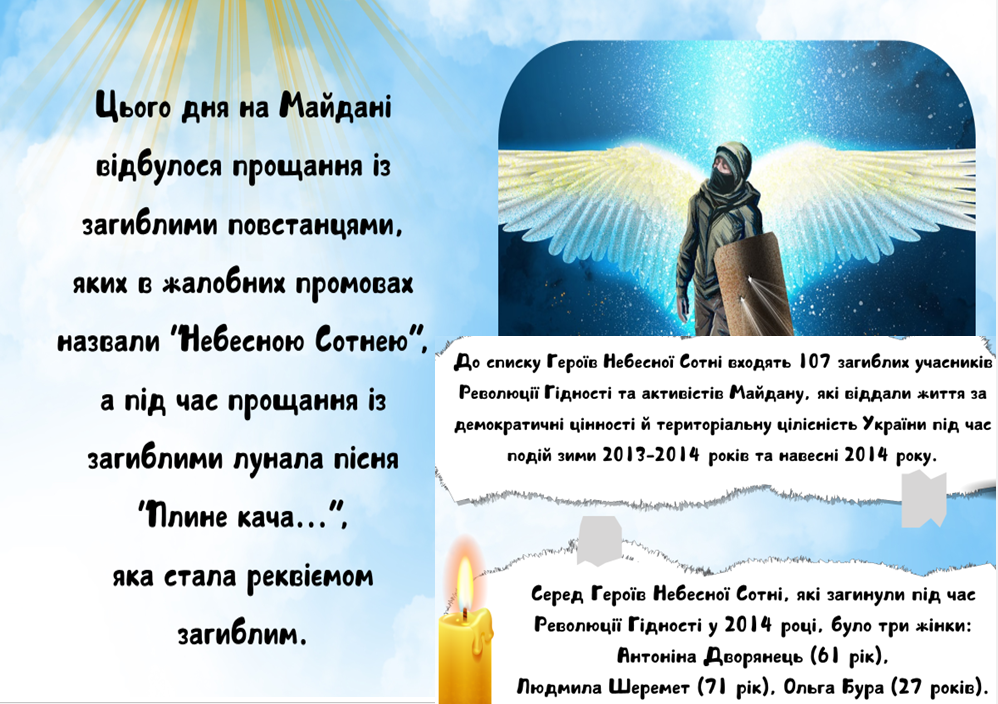 Цього дня на Майдані
відбулося прощання із
загиблими повстанцями,
яких в жалобних промовах
назвали "Небесною Сотнею",
а під час прощання із
загиблими лунала пісня
"Плине кача...",
яка стала реквіємом
загиблим.
До списку Героїв Небесної Сотні входять 107 загиблих учасників
Революції Гідності та активістів Майдану, які віддали життя за
демократичні цінності й територіальну цілісність України під час
подій зими 2013-2014 років та навесні 2014 року.
Серед Героїв Небесної Сотні, які загинули під час
Революції Гідності у 2014 році, було три жінки:
Антоніна Дворянець (61 рік),
Людмила Шеремет (71 рік), Ольга Бура (27 років).